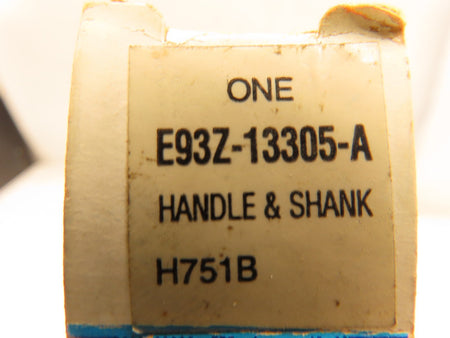 ONE
E93Z-13305-A
HANDLE & SHANK
H751B